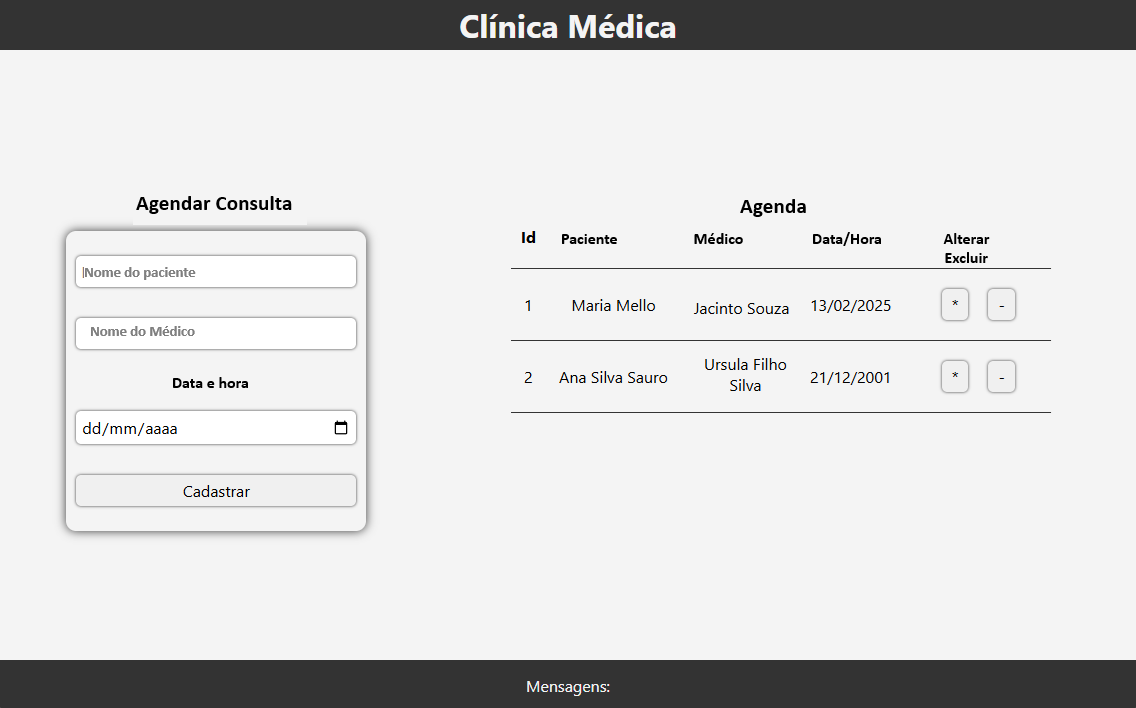 Clínica Médica
Agendar Consulta
Nome do paciente
Nome do Médico
Data e hora
dd/mm/aaaa
Cadastrar
Agenda
Id Paciente Médico Data/Hora Alterar
Excluir
1 Maria Mello Jacinto Souza 13/02/2025 * -
2 Ana Silva Sauro Ursula Filho
Silva 21/12/2001 * -
Mensagens: